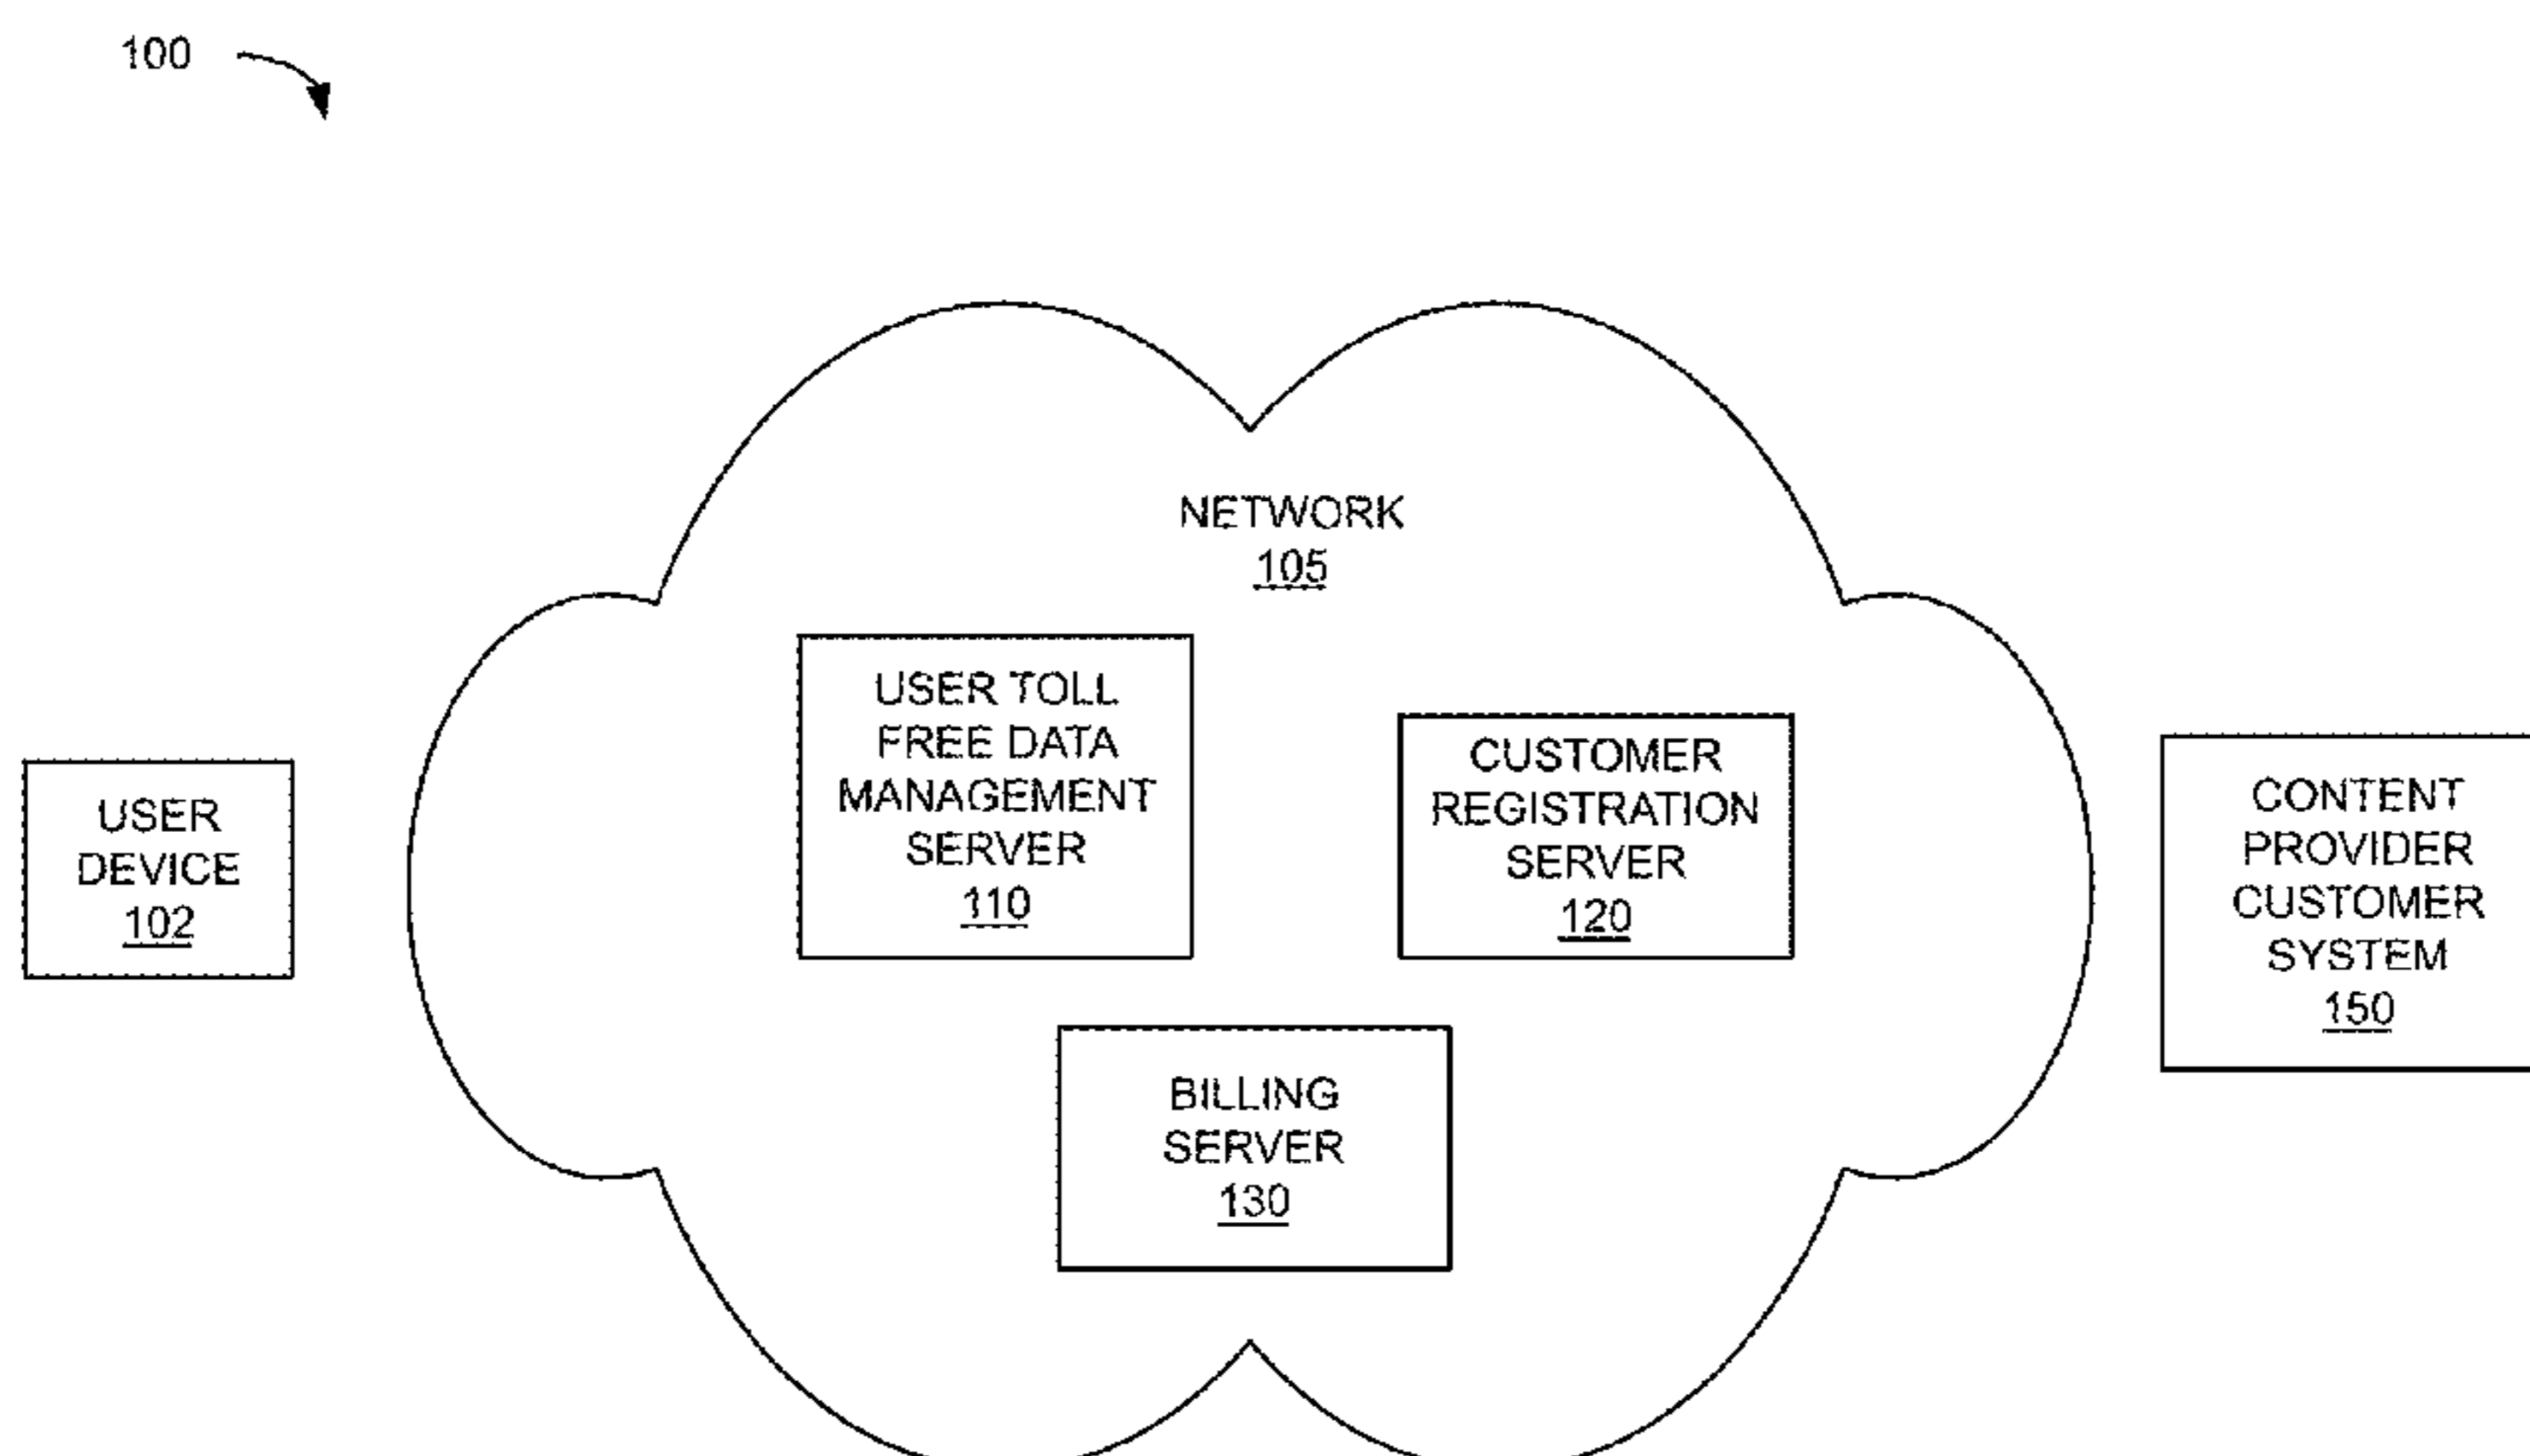 100
NETWORK
105
USER TOLL
FREE DATA
MANAGEMENT
SERVER
110
CUSTOMER
REGISTRATION
SERVER
120
USER
DEVICE
102
CONTENT
PROVIDER
CUSTOMER
SYSTEM
150
BILLING
SERVER
130